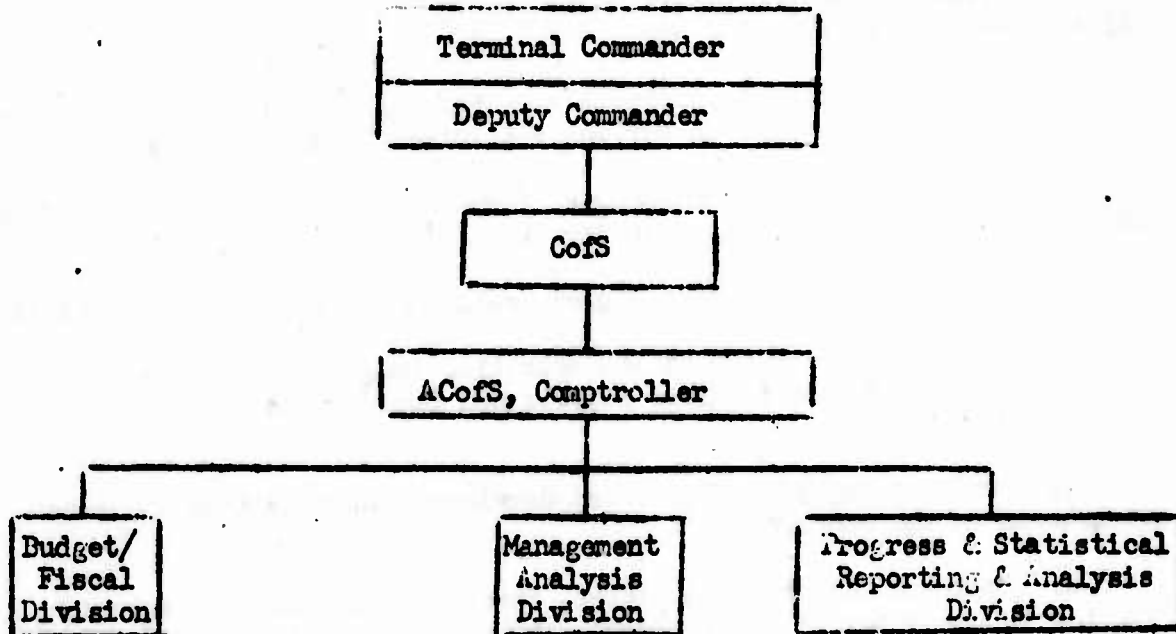 Terminal Commander
Deputy Commander
CofS
ACofS, Comptroller
Budget/
Fiscal
Division
Management
Analysis
Division
Progress & Statistical
Reporting & Analysis
Division